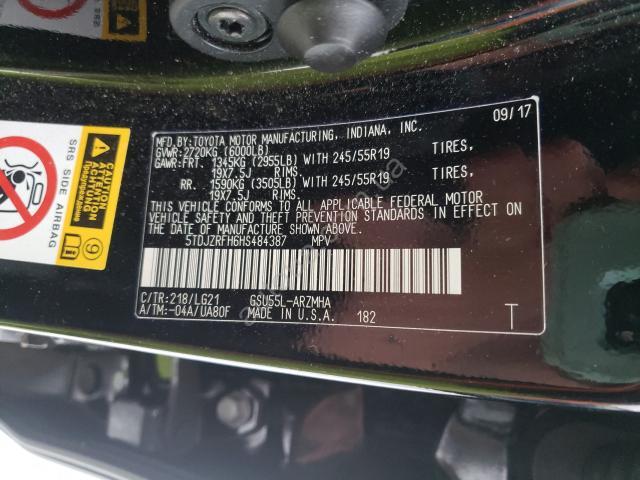 MFD.BY:TOYOTA MOTOR MANUFACTURING, INDIANA, INC. 09/17
GVWR:2720KG (6000LB)
GAWR:FRT. 1345KG (2955LB) WITH 245/55R19 TIRES,
19X7.5J RIMS
RR. 1590KG (3505LB) WITH 245/55R19 TIRES,
19X7.5J RIMS
THIS VEHICLE CONFORMS TO ALL APPLICABLE FEDERAL MOTOR
VEHICLE SAFETY AND THEFT PREVENTION STANDARDS IN EFFECT ON
THE DATE OF MANUFACTURE SHOWN ABOVE.
5TDJZRFH6HS484387 MPV
C/TR:218/LG21 GSU55L-ARZMHA
A/TM:-04A/UA80F MADE IN U.S.A. 182 T
SRS SIDE AIRBAG
9